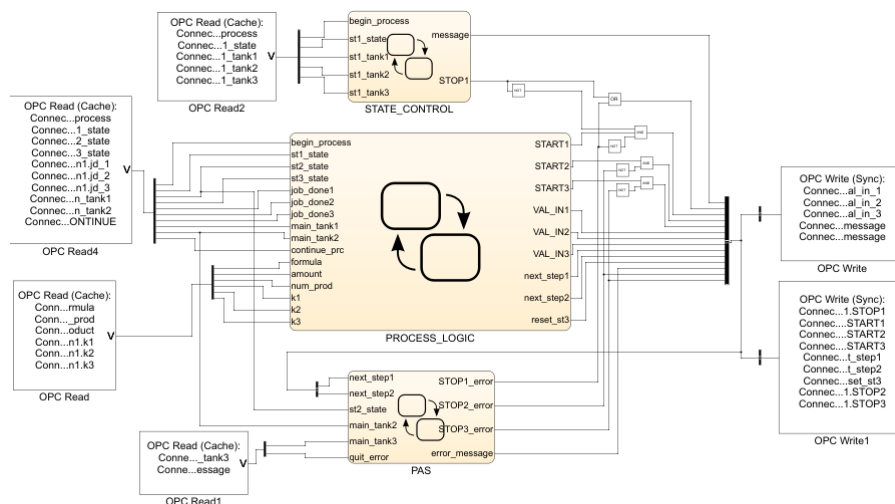 OPC Read (Cache):
Connec...process
Connec...1_state
Connec...1_tank1
Connec...1_tank2
Connec...1_tank3
V
OPC Read2
begin_process
st1_state
st1_tank1
st1_tank2
st1_tank3
message
STOP1
STATE_CONTROL
NOT
OR
AND
NOT
AND
NOT
AND
NOT
OPC Read (Cache):
Connec...process
Connec...1_state
Connec...2_state
Connec...3_state
Connec...n1.jd_1
Connec...n1.jd_2
Connec...n1.jd_3
Connec...n_tank1
Connec...n_tank2
Connec...ONTINUE
V
OPC Read4
begin_process
st1_state
st2_state
st3_state
job_done1
job_done2
job_done3
main_tank1
main_tank2
continue_prc
formula
amount
num_prod
k1
k2
k3
START1
START2
START3
VAL_IN1
VAL_IN2
VAL_IN3
next_step1
next_step2
reset_st3
PROCESS_LOGIC
OPC Write (Sync):
Connec...al_in_1
Connec...al_in_2
Connec...al_in_3
Connec...message
Connec...message
OPC Write
OPC Read (Cache):
Conn...rmula
Conn..._prod
Conn...oduct
Conn...n1.k1
Conn...n1.k2
Conn...n1.k3
V
OPC Read
OPC Write (Sync):
Connec...1.STOP1
Connec....START1
Connec....START2
Connec....START3
Connec...t_step1
Connec...t_step2
Connec...set_st3
Connec...1.STOP2
Connec...1.STOP3
OPC Write1
next_step1
next_step2
st2_state
main_tank2
main_tank3
quit_error
STOP1_error
STOP2_error
STOP3_error
error_message
PAS
OPC Read (Cache):
Conne..._tank3
Conne...essage
V
OPC Read1